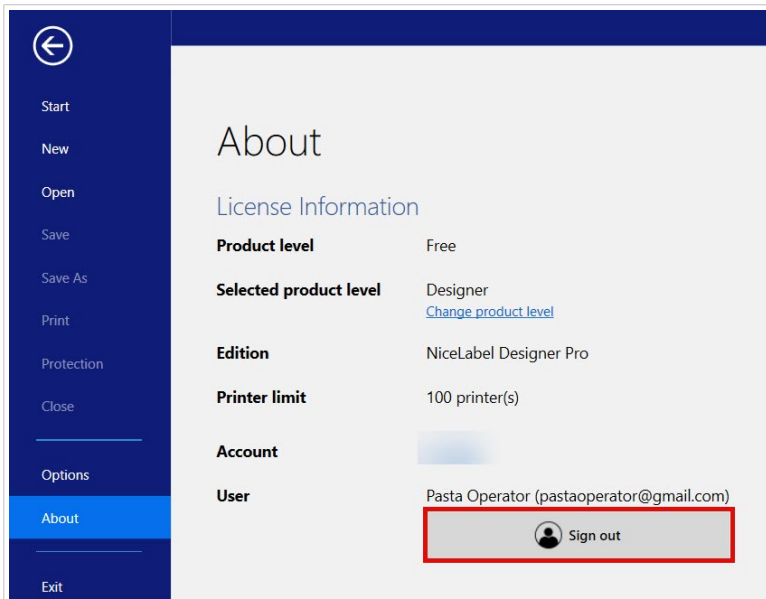 Start
New
Open
Save
Save As
Print
Protection
Close
Options
About
Exit
About
License Information
Product level Free
Selected product level Designer
Change product level
Edition NiceLabel Designer Pro
Printer limit 100 printer(s)
Account
User Pasta Operator (pastaoperator@gmail.com)
Sign out